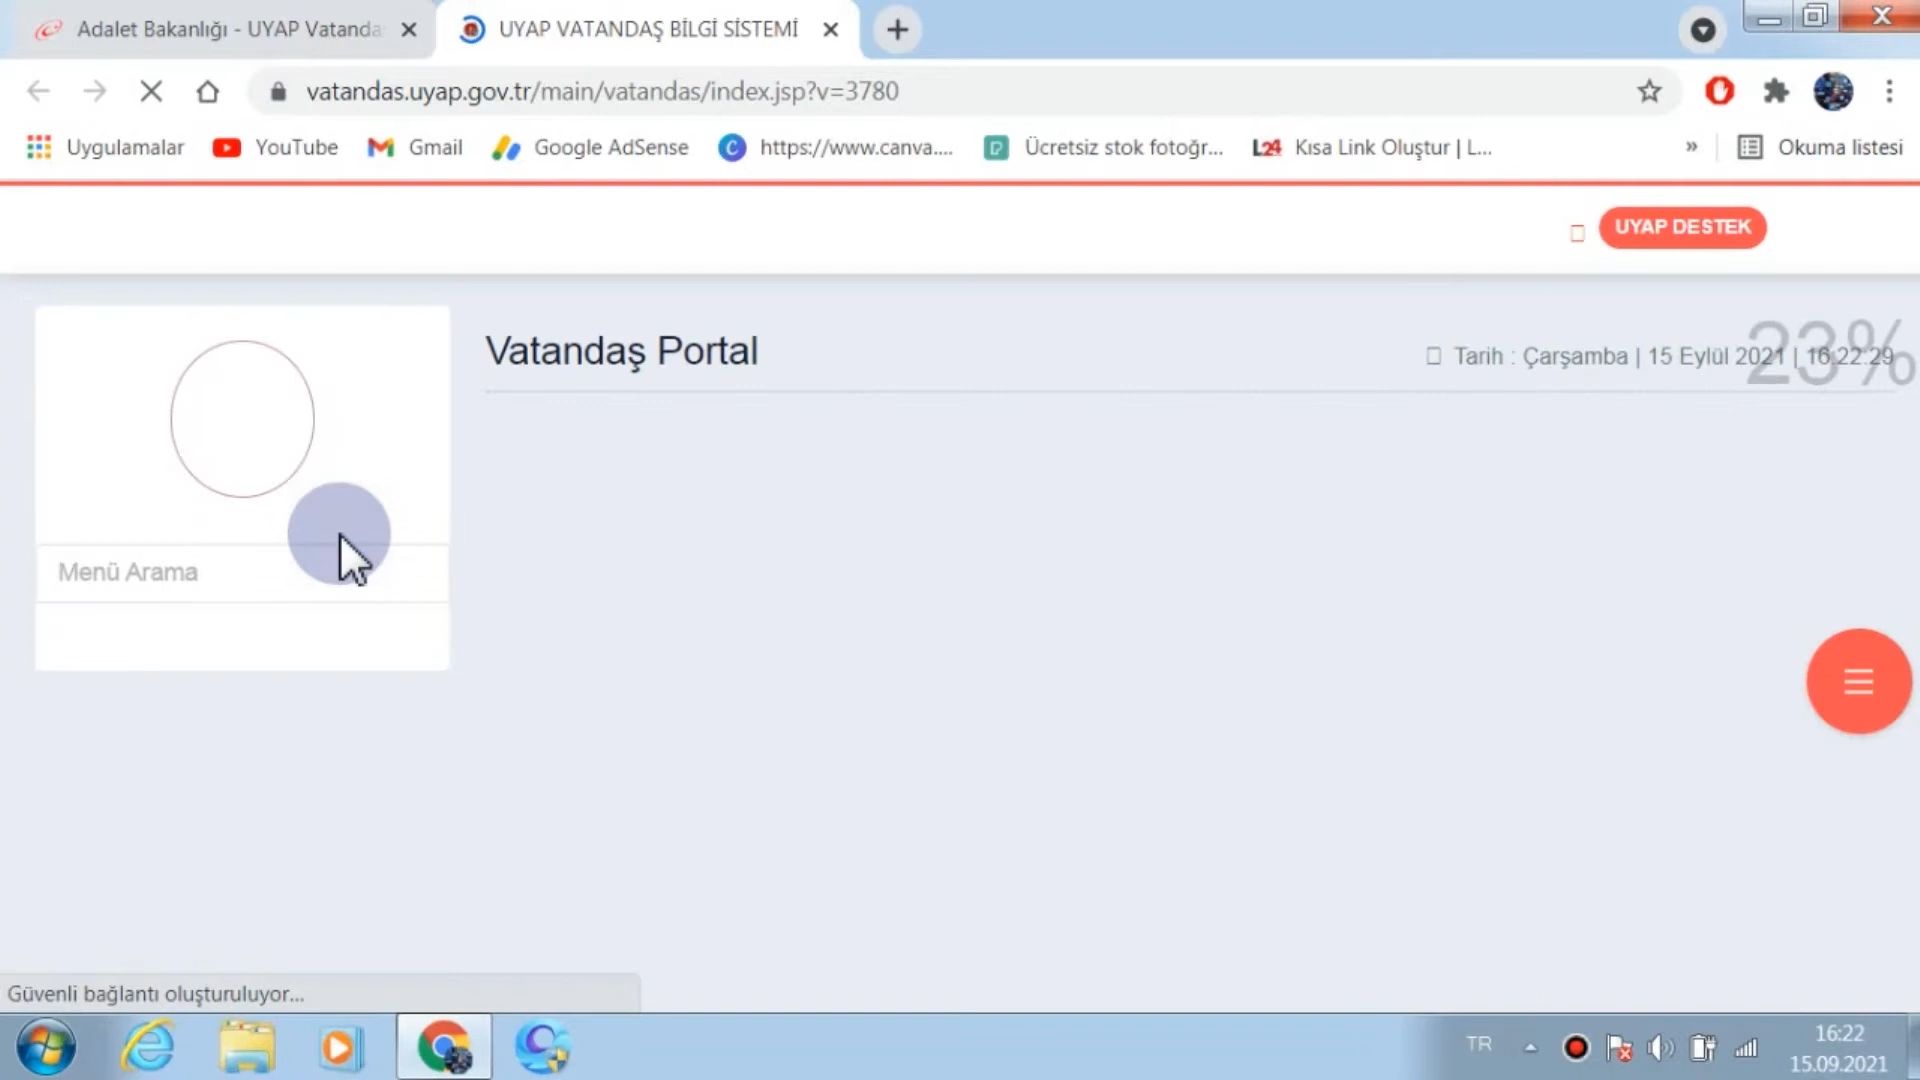 Adalet Bakanlığı - UYAP Vatanda
UYAP VATANDAŞ BİLGİ SİSTEMİ
vatandas.uyap.gov.tr/main/vatandas/index.jsp?v=3780
Uygulamalar
YouTube
Gmail
Google AdSense
https://www.canva....
Ücretsiz stok fotoğr...
L24 Kısa Link Oluştur | L...
»
Okuma listesi
UYAP DESTEK
Vatandaş Portal
Tarih : Çarşamba | 15 Eylül 2021 | 16:22:29
23%
Menü Arama
Güvenli bağlantı oluşturuluyor...
TR
16:22
15.09.2021